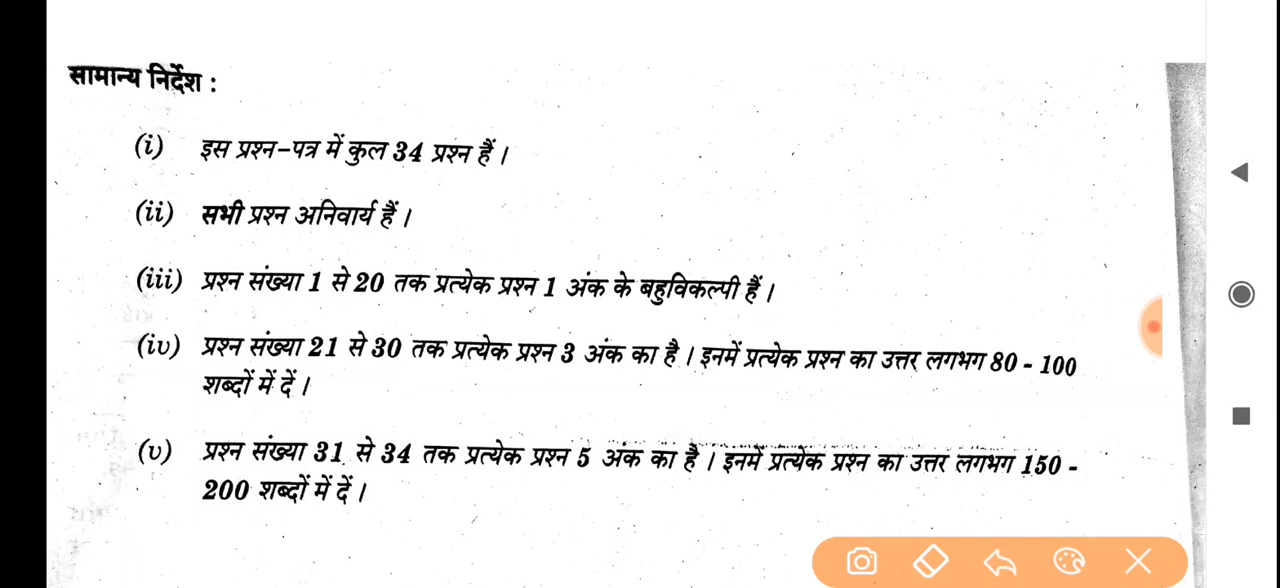 सामान्य निर्देश :
(i) इस प्रश्न-पत्र में कुल 34 प्रश्न हैं ।
(ii) सभी प्रश्न अनिवार्य हैं ।
(iii) प्रश्न संख्या 1 से 20 तक प्रत्येक प्रश्न 1 अंक के बहुविकल्पी हैं ।
(iv) प्रश्न संख्या 21 से 30 तक प्रत्येक प्रश्न 3 अंक का है । इनमें प्रत्येक प्रश्न का उत्तर लगभग 80 - 100
शब्दों में दें ।
(v) प्रश्न संख्या 31 से 34 तक प्रत्येक प्रश्न 5 अंक का है । इनमें प्रत्येक प्रश्न का उत्तर लगभग 150 -
200 शब्दों में दें ।